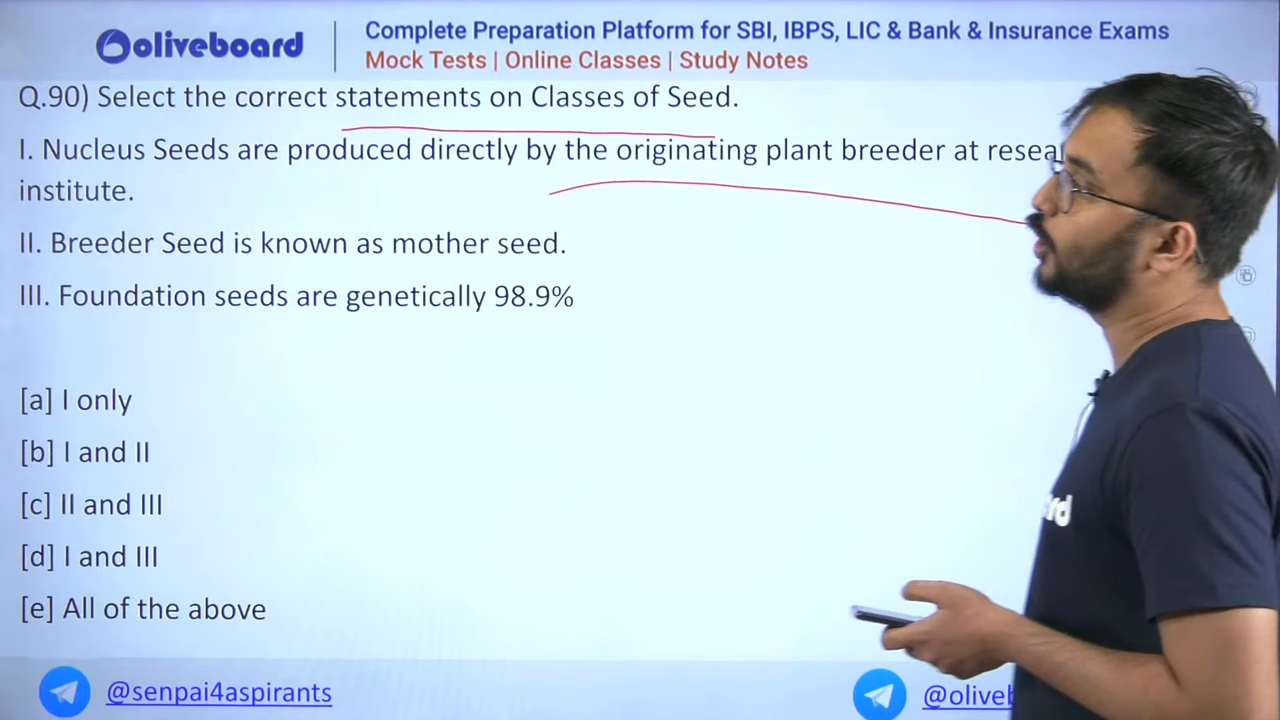 oliveboard
Complete Preparation Platform for SBI, IBPS, LIC & Bank & Insurance Exams
Mock Tests | Online Classes | Study Notes
Q.90) Select the correct statements on Classes of Seed.
I. Nucleus Seeds are produced directly by the originating plant breeder at
institute.
II. Breeder Seed is known as mother seed.
III. Foundation seeds are genetically 98.9%
[a] I only
[b] I and II
[c] II and III
[d] I and III
[e] All of the above
@senpai4aspirants